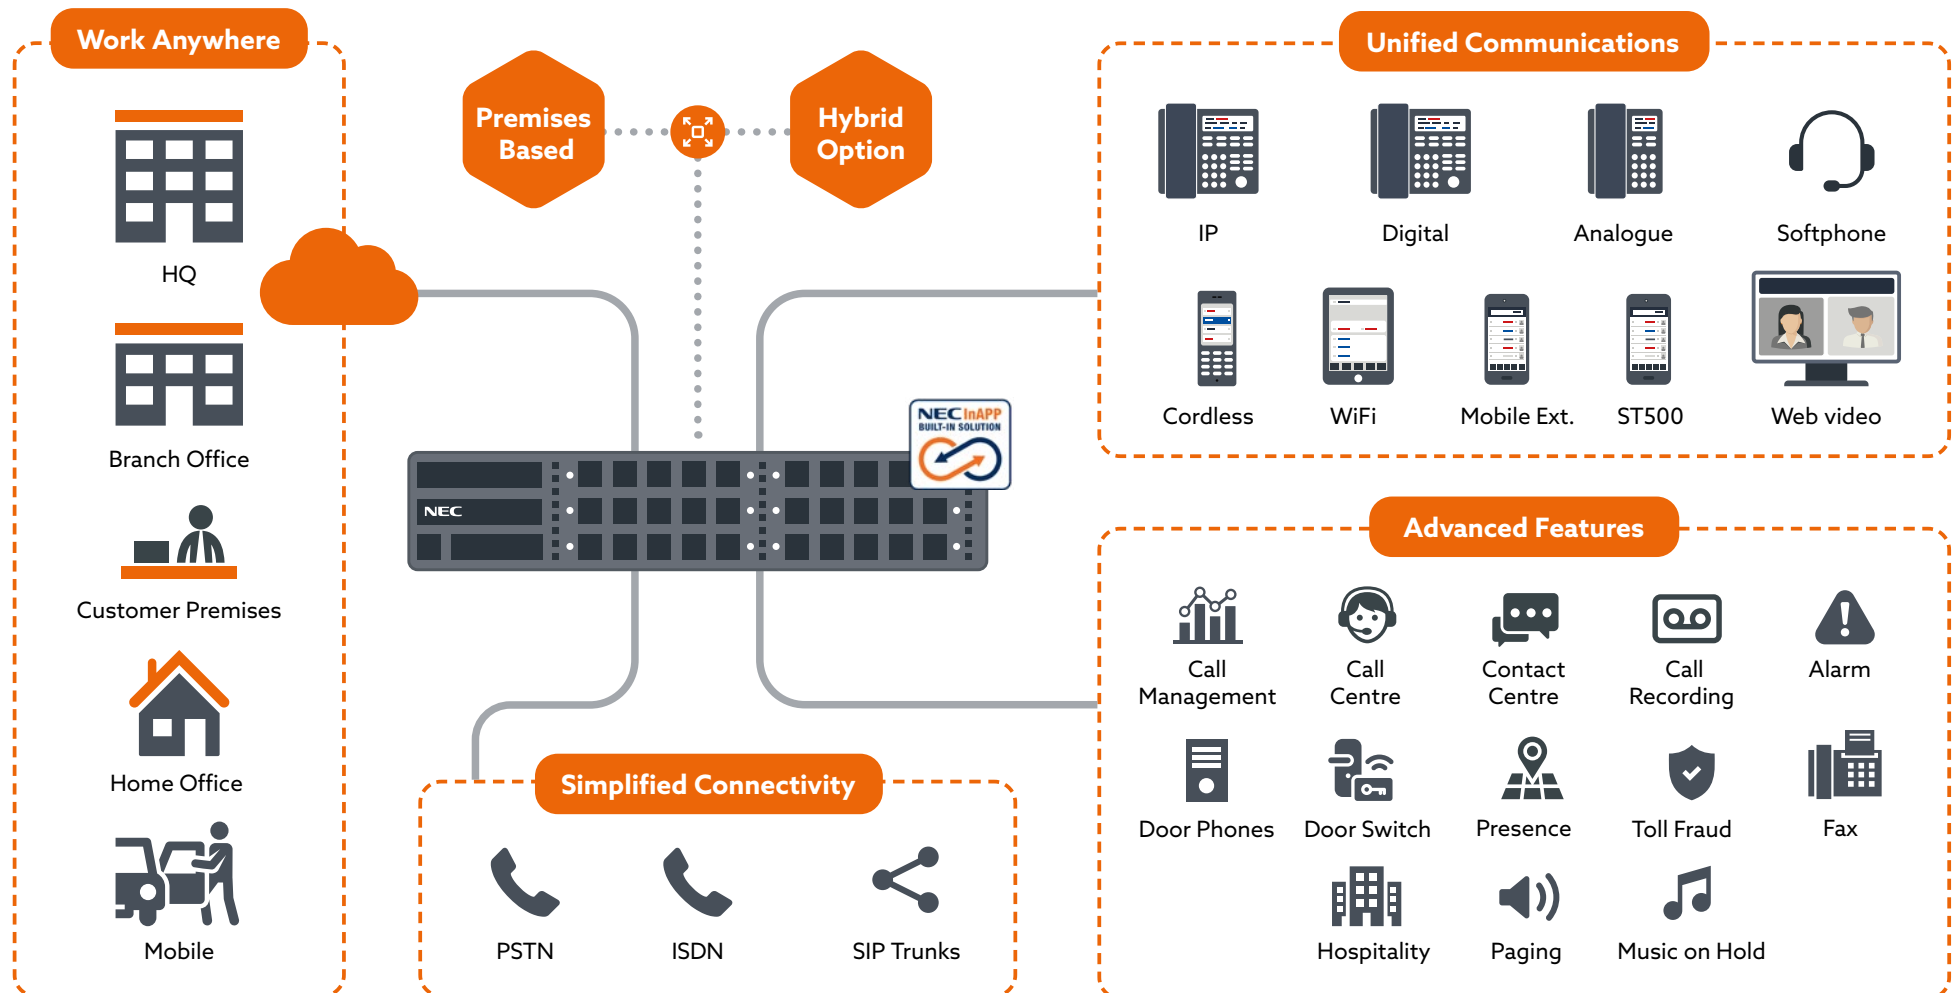 Work Anywhere
HQ
Branch Office
Customer Premises
Home Office
Mobile
Premises
Based
Hybrid
Option
NEC InAPP
BUILT-IN SOLUTION
NEC
Simplified Connectivity
PSTN
ISDN
SIP Trunks
Unified Communications
IP
Digital
Analogue
Softphone
Cordless
WiFi
Mobile Ext.
ST500
Web video
Advanced Features
Call
Management
Call
Centre
Contact
Centre
Call
Recording
Alarm
Door Phones
Door Switch
Presence
Toll Fraud
Fax
Hospitality
Paging
Music on Hold